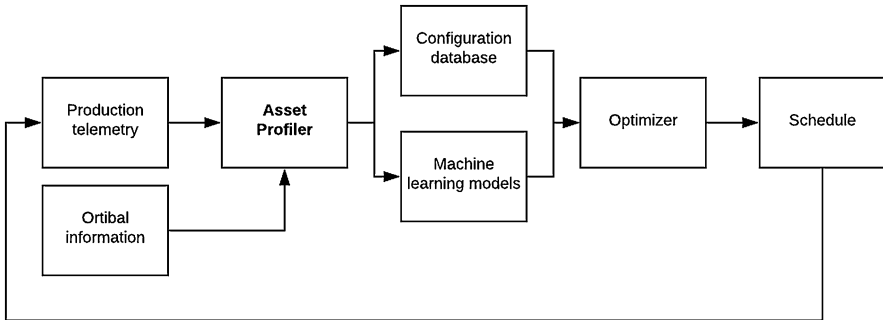 Production
telemetry
Ortibal
information
Asset
Profiler
Configuration
database
Machine
learning models
Optimizer
Schedule